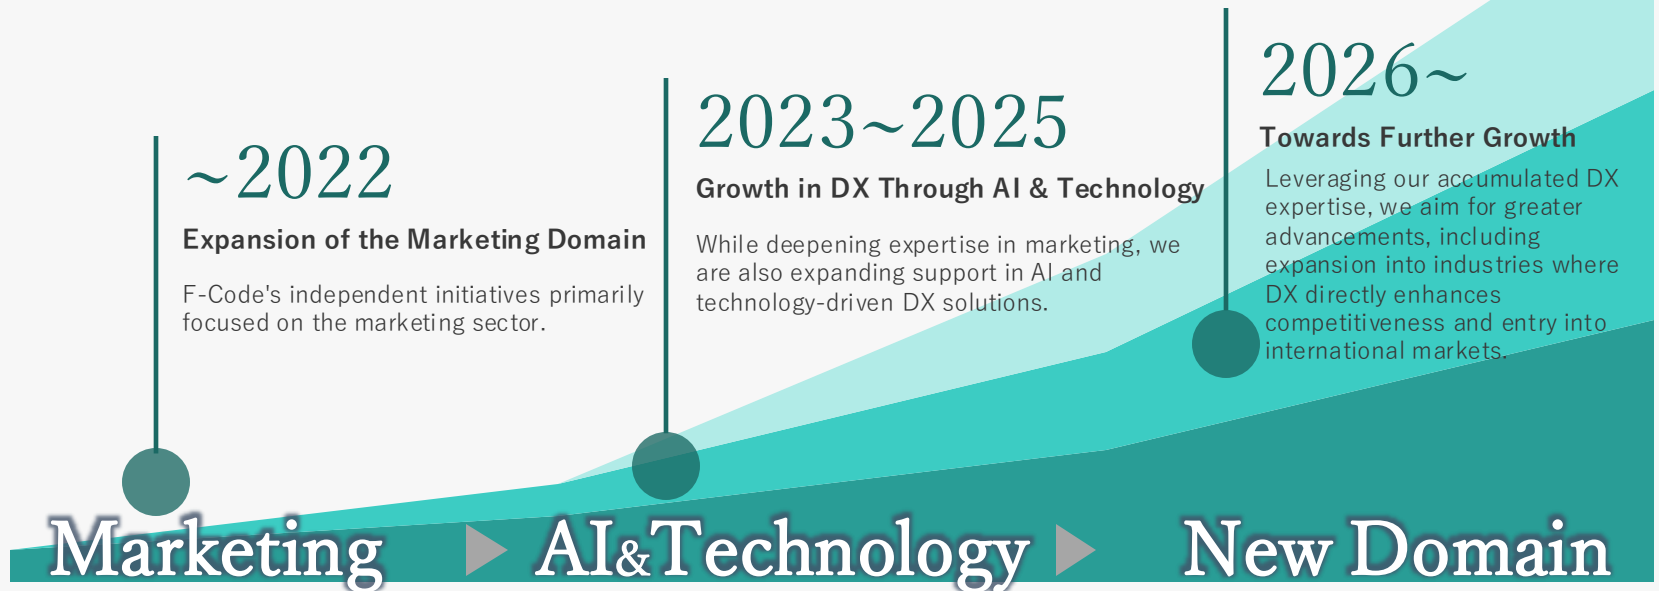 ~2022
Expansion of the Marketing Domain
F-Code's independent initiatives primarily
focused on the marketing sector.
2023~2025
Growth in DX Through AI & Technology
While deepening expertise in marketing, we
are also expanding support in AI and
technology-driven DX solutions.
2026~
Towards Further Growth
Leveraging our accumulated DX
expertise, we aim for greater
advancements, including
expansion into industries where
DX directly enhances
competitiveness and entry into
international markets.
Marketing
AI&Technology
New Domain